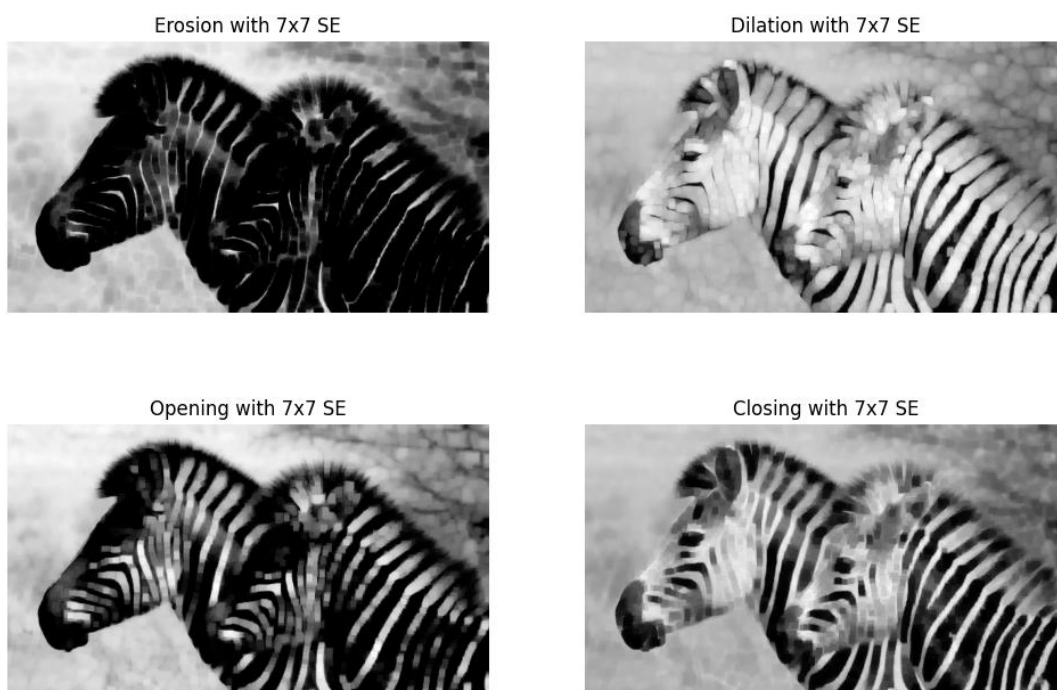 Erosion with 7x7 SE
Dilation with 7x7 SE
Opening with 7x7 SE
Closing with 7x7 SE